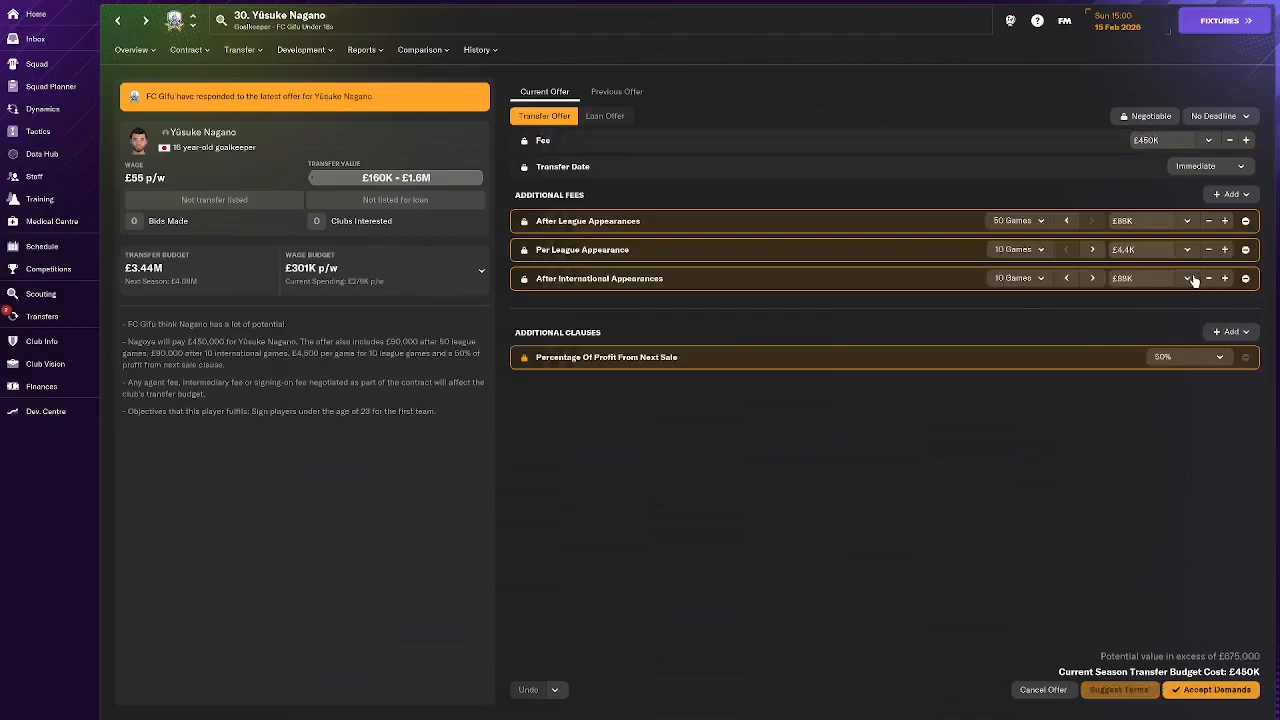 Home
Inbox
Squad
Squad Planner
Dynamics
Tactics
Data Hub
Staff
Training
Medical Centre
Schedule
Competitions
Scouting
2
Transfers
Club Info
Club Vision
Finances
Dev. Centre
30. Yūsuke Nagano
Goalkeeper - FC Gifu Under 18s
FM
Sun 15:00
15 Feb 2026
FIXTURES
Overview
Contract
Transfer
Development
Reports
Comparison
History
FC Gifu have responded to the latest offer for Yūsuke Nagano.
Yūsuke Nagano
16 year-old goalkeeper
WAGE
£55 p/w
TRANSFER VALUE
£160K - £1.6M
Not transfer listed
Not listed for loan
0 Bids Made
0 Clubs Interested
TRANSFER BUDGET
£3.44M
Next Season: £4.08M
WAGE BUDGET
£301K p/w
Current Spending: £279K p/w
- FC Gifu think Nagano has a lot of potential.
- Nagoya will pay £450,000 for Yūsuke Nagano. The offer also includes £90,000 after 50 league
games, £90,000 after 10 international games, £4,500 per game for 10 league games and a 50% of
profit from next sale clause.
- Any agent fee, intermediary fee or signing-on fee negotiated as part of the contract will affect the
club's transfer budget.
- Objectives that this player fulfils: Sign players under the age of 23 for the first team.
Current Offer
Previous Offer
Transfer Offer
Loan Offer
Negotiable
No Deadline
Fee
£450K
Transfer Date
Immediate
ADDITIONAL FEES
+ Add
After League Appearances
50 Games
£88K
Per League Appearance
10 Games
£4.4K
After International Appearances
10 Games
£88K
ADDITIONAL CLAUSES
+ Add
Percentage Of Profit From Next Sale
50%
Potential value in excess of £675,000
Current Season Transfer Budget Cost: £450K
Undo
Cancel Offer
Suggest Terms
Accept Demands